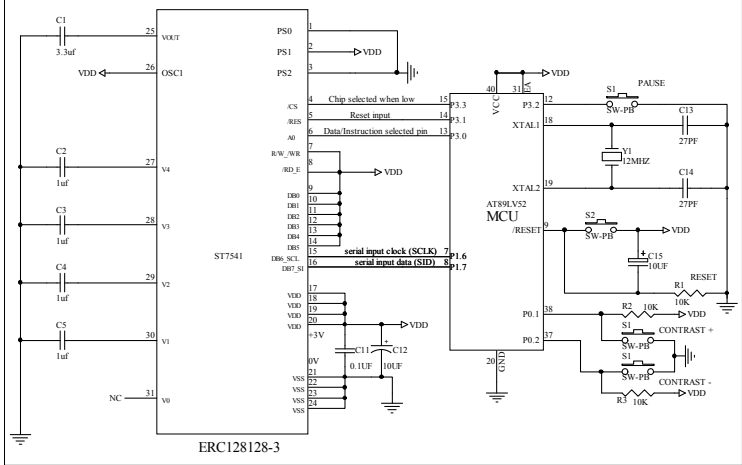 C1
3.3uf
25
VOUT
VDD
26
OSC1
C2
1uf
27
V4
C3
1uf
28
V3
C4
1uf
29
V2
C5
1uf
30
V1
NC
31
V0
ST7541
ERC128128-3
PS0
1
PS1
2
VDD
PS2
3
/CS
4
Chip selected when low
15
P3.3
/RES
5
Reset input
14
P3.1
A0
6
Data/Instruction selected pin
13
P3.0
R/W_/WR
7
/RD_E
8
VDD
DB0
9
DB1
10
DB2
11
DB3
12
DB4
13
DB5
14
DB6_SCL
15
serial input clock (SCLK)
7
P1.6
DB7_SI
16
serial input data (SID)
8
P1.7
VDD
17
VDD
18
VDD
19
VDD
20
VDD
+3V
0V
C11
0.1UF
C12
10UF
VSS
21
VSS
22
VSS
23
VSS
24
40
VCC
31
EA
VDD
AT89LV52
MCU
20
GND
P3.2
12
S1
SW-PB
PAUSE
XTAL1
18
C13
27PF
Y1
12MHZ
XTAL2
19
C14
27PF
/RESET
9
S2
SW-PB
VDD
C15
10UF
R1
10K
RESET
P0.1
38
R2 10K
VDD
S1
SW-PB
CONTRAST +
P0.2
37
S1
SW-PB
CONTRAST -
R3 10K
VDD